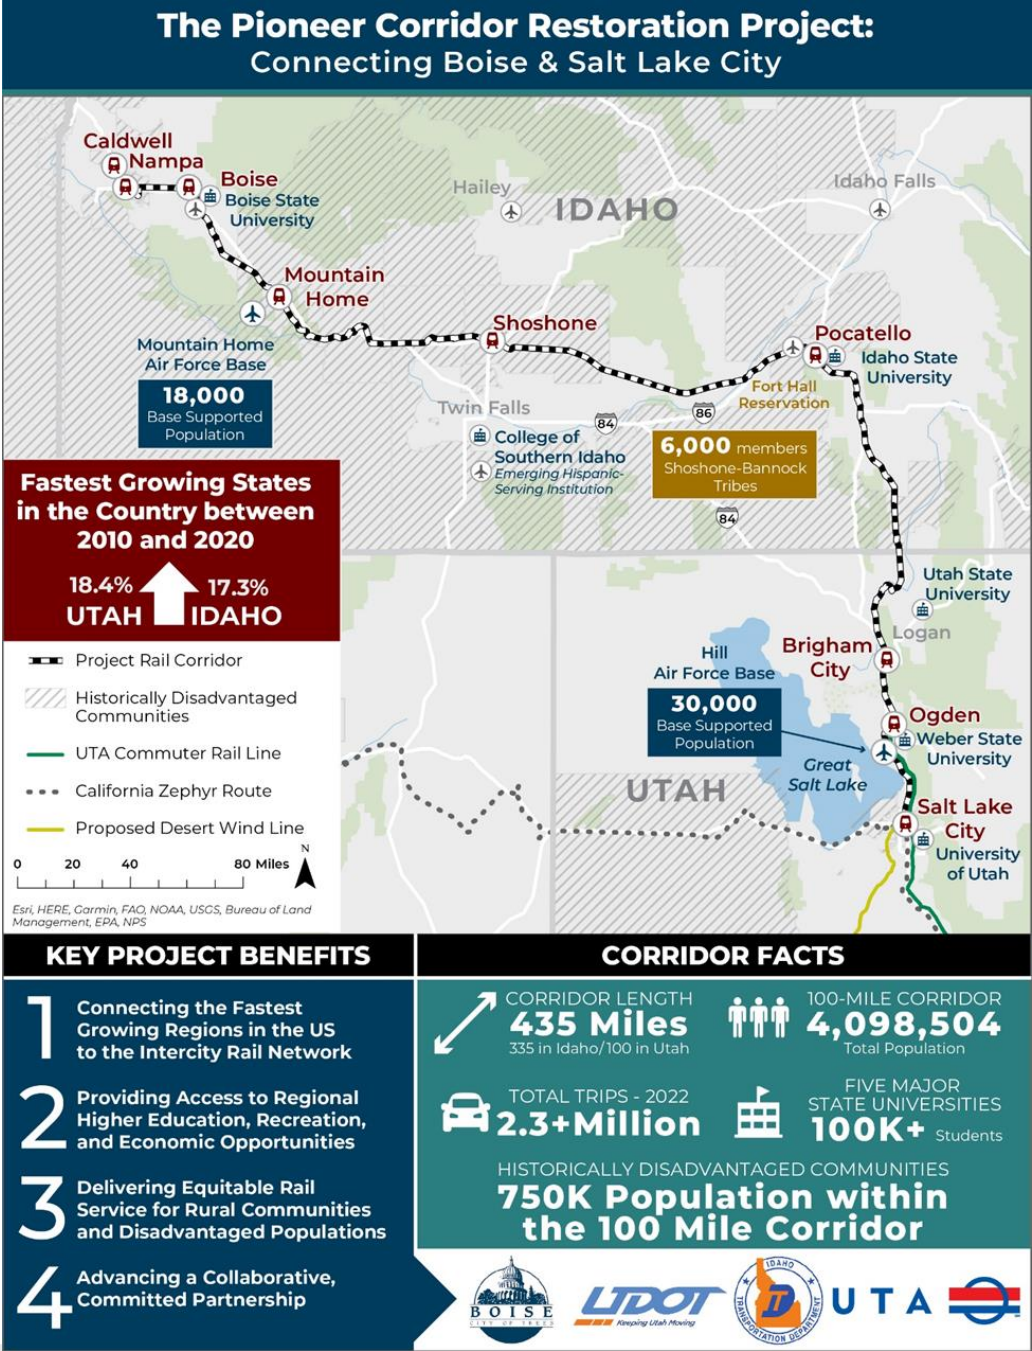 The Pioneer Corridor Restoration Project:
Connecting Boise & Salt Lake City
Caldwell
Nampa
Boise
Boise State
University
Hailey
IDAHO
Idaho Falls
Mountain
Home
Mountain Home
Air Force Base
18,000
Base Supported
Population
Shoshone
Pocatello
Idaho State
University
Fort Hall
Reservation
Twin Falls
84
86
College of
Southern Idaho
Emerging Hispanic-
Serving Institution
6,000 members
Shoshone-Bannock
Tribes
84
Fastest Growing States
in the Country between
2010 and 2020
18.4% 17.3%
UTAH IDAHO
Utah State
University
Logan
Brigham
City
Hill
Air Force Base
30,000
Base Supported
Population
Ogden
Weber State
University
Great
Salt Lake
UTAH
Salt Lake
City
University
of Utah
Project Rail Corridor
Historically Disadvantaged
Communities
UTA Commuter Rail Line
California Zephyr Route
Proposed Desert Wind Line
N
0 20 40 80 Miles
Esri, HERE, Garmin, FAO, NOAA, USGS, Bureau of Land
Management, EPA, NPS
KEY PROJECT BENEFITS
1 Connecting the Fastest
Growing Regions in the US
to the Intercity Rail Network
2 Providing Access to Regional
Higher Education, Recreation,
and Economic Opportunities
3 Delivering Equitable Rail
Service for Rural Communities
and Disadvantaged Populations
4 Advancing a Collaborative,
Committed Partnership
CORRIDOR FACTS
CORRIDOR LENGTH
435 Miles
335 in Idaho/100 in Utah
100-MILE CORRIDOR
4,098,504
Total Population
TOTAL TRIPS - 2022
2.3+Million
FIVE MAJOR
STATE UNIVERSITIES
100K+ Students
HISTORICALLY DISADVANTAGED COMMUNITIES
750K Population within
the 100 Mile Corridor
BOISE
CITY OF TREES
UDOT
Keeping Utah Moving
IDAHO
TRANSPORTATION DEPARTMENT
UTA